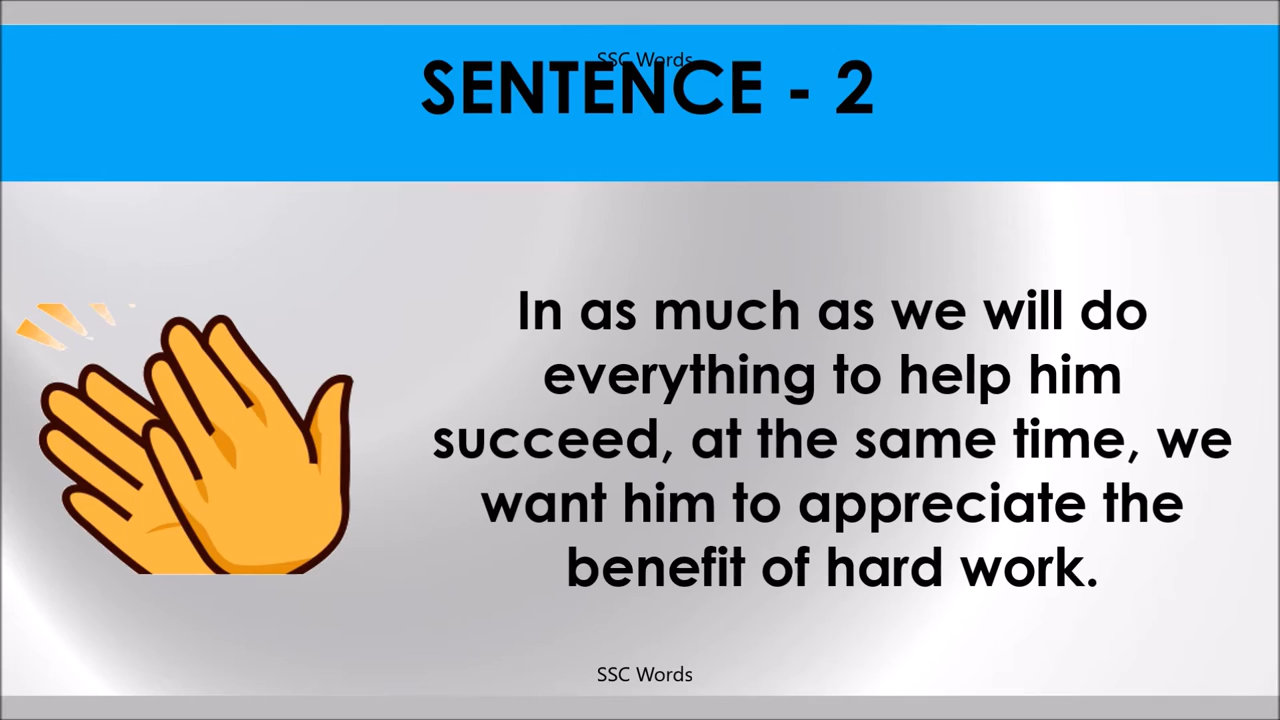 SSC Words
SENTENCE - 2
In as much as we will do
everything to help him
succeed, at the same time, we
want him to appreciate the
benefit of hard work.
SSC Words